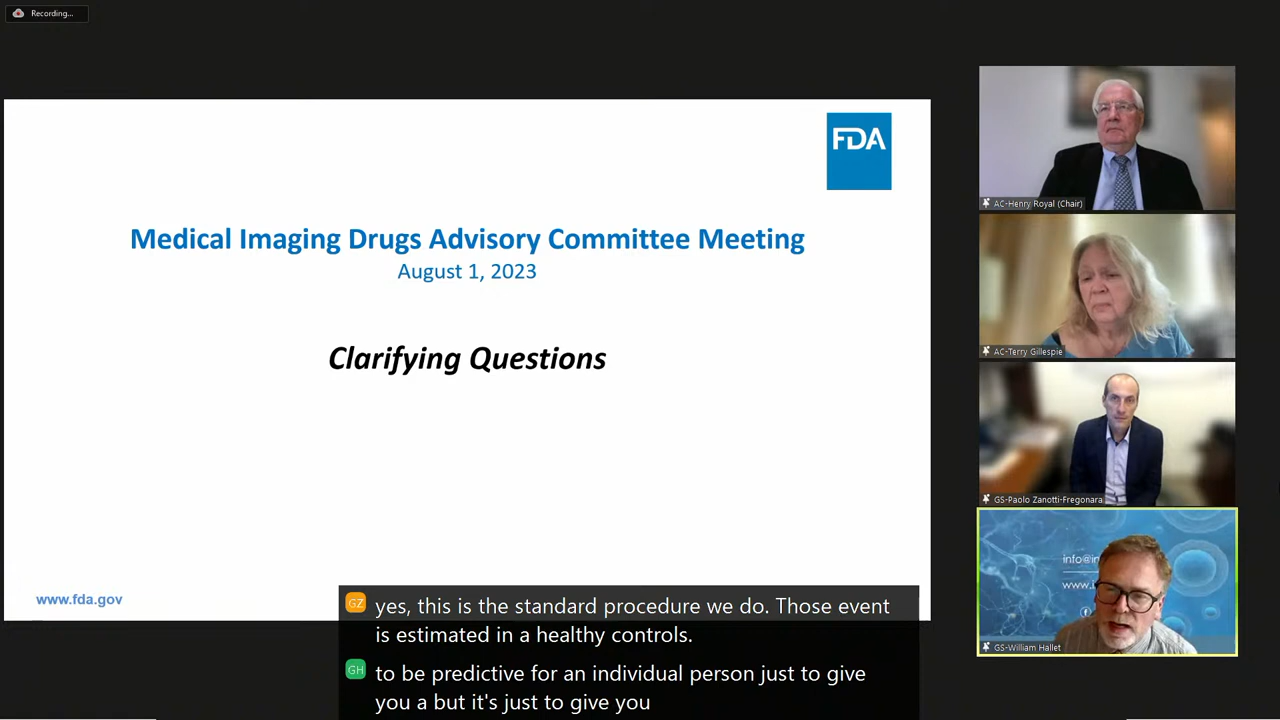 Recording...
FDA
Medical Imaging Drugs Advisory Committee Meeting
August 1, 2023
Clarifying Questions
www.fda.gov
GZ yes, this is the standard procedure we do. Those event
is estimated in a healthy controls.
GH to be predictive for an individual person just to give
you a but it's just to give you
AC-Henry Royal (Chair)
AC-Terry Gillespie
GS-Paolo Zanotti-Fregonara
info@in
www.
GS-William Hallet